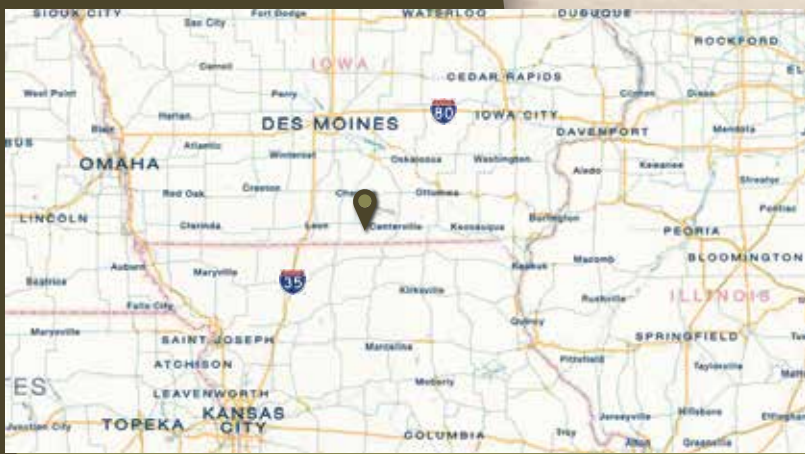 SIOUX CITY
Fort Dodge
WATERLOO
DUBUQUE
Sac City
ROCKFORD
IOWA
Carroll
CEDAR RAPIDS
West Point
Perry
Clinton
Dixon
Harlan
80
IOWA CITY
DES MOINES
Blair
DAVENPORT
Mendota
Atlantic
Winterset
Oskaloosa
Washington
OMAHA
Aledo
Kewanee
Streator
Red Oak
Creston
Ottumwa
Pontiac
LINCOLN
Clarinda
Leon
Centerville
Keosauqua
Burlington
PEORIA
BLOOMINGTON
Auburn
Maryville
Keokuk
Macomb
Beatrice
35
Kirksville
Rushville
ILLINOIS
Falls City
Quincy
Marysville
SAINT JOSEPH
Marceline
SPRINGFIELD
ATCHISON
Pittsfield
Taylorville
TES
Moberly
LEAVENWORTH
KANSAS
CITY
TOPEKA
Jerseyville
Hillsboro
Effingham
Junction City
COLUMBIA
Troy
Alton
Greenville